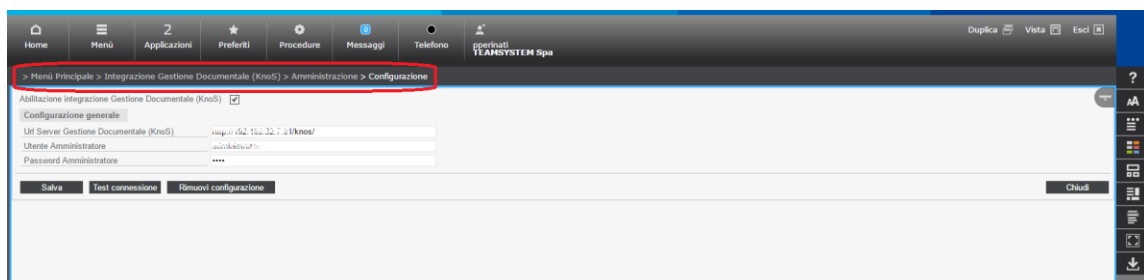 2
Home Menù Applicazioni Preferiti Procedure Messaggi Telefono pperinati
TEAMSYSTEM Spa
Duplica Vista Esci
> Menù Principale > Integrazione Gestione Documentale (KnoS) > Amministrazione > Configurazione
Abilitazione integrazione Gestione Documentale (KnoS)
Configurazione generale
Url Server Gestione Documentale (KnoS) /knos/
Utente Amministratore
Password Amministratore ••••
Salva Test connessione Rimuovi configurazione Chiudi
? AA